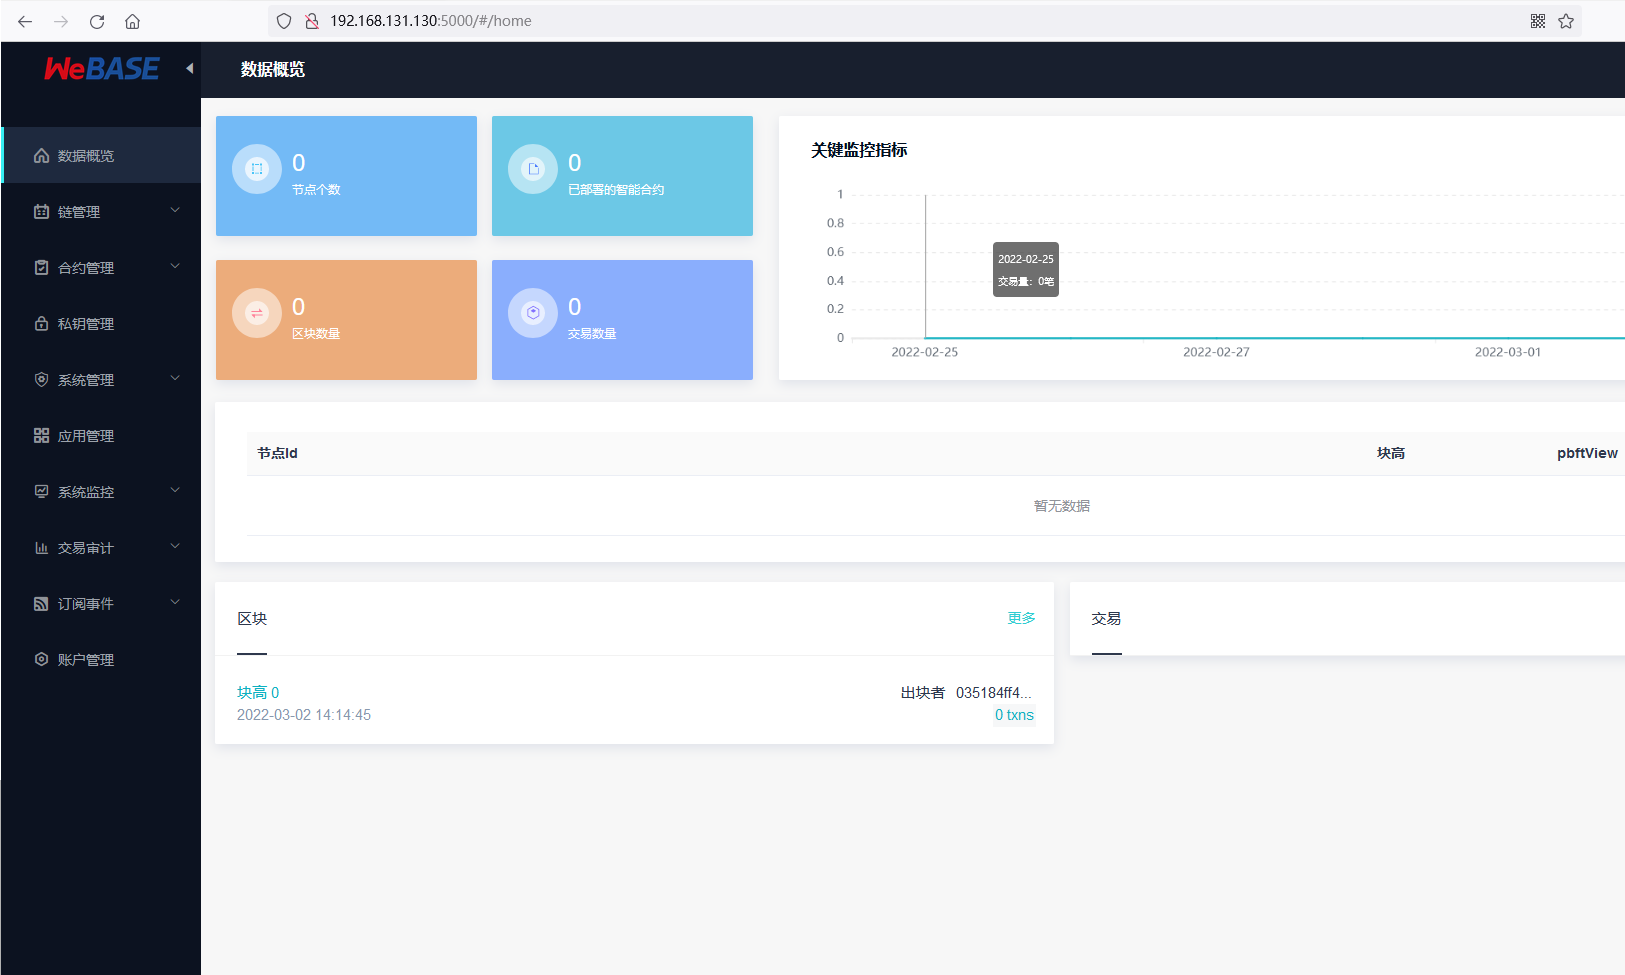 192.168.131.130:5000/#/home
WeBASE
数据概览
数据概览
链管理
合约管理
私钥管理
系统管理
应用管理
系统监控
交易审计
订阅事件
账户管理
0
节点个数
0
已部署的智能合约
0
区块数量
0
交易数量
关键监控指标
1
0.8
0.6
0.4
0.2
0
2022-02-25
交易量：0笔
2022-02-25
2022-02-27
2022-03-01
节点Id
块高
pbftView
暂无数据
区块
更多
块高 0
出块者 035184ff4...
2022-03-02 14:14:45
0 txns
交易